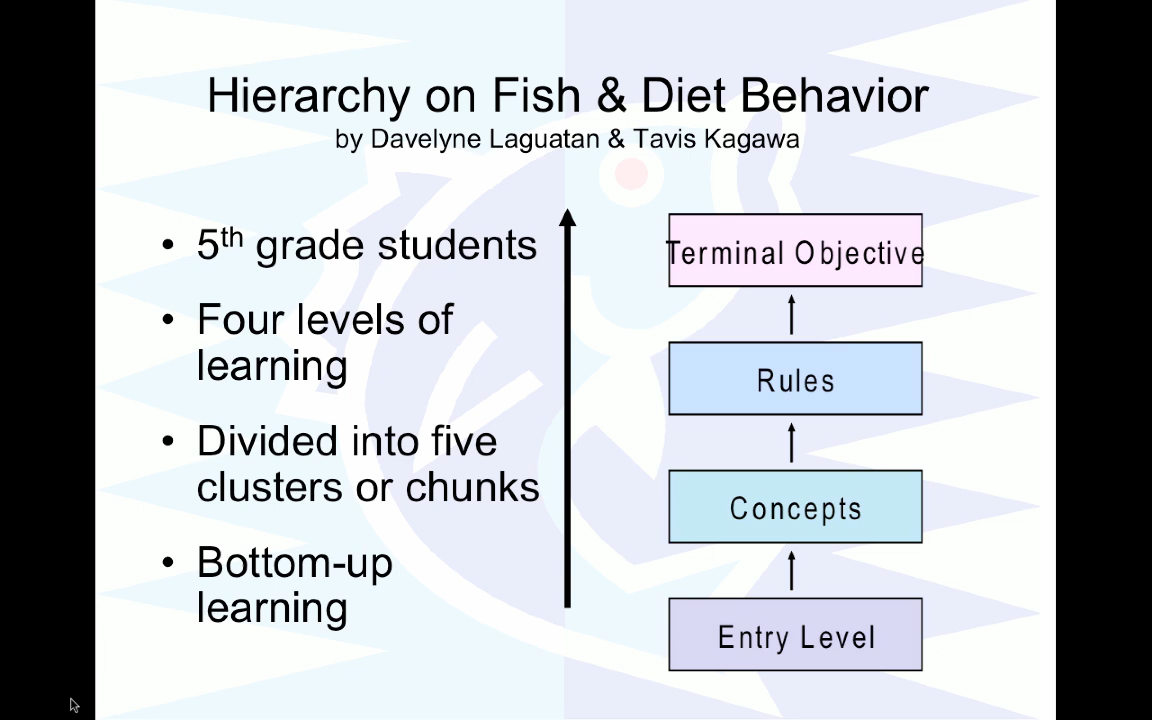 Hierarchy on Fish & Diet Behavior
by Davelyne Laguatan & Tavis Kagawa
• 5th grade students
• Four levels of
learning
• Divided into five
clusters or chunks
• Bottom-up
learning
Terminal Objective
Rules
Concepts
Entry Level